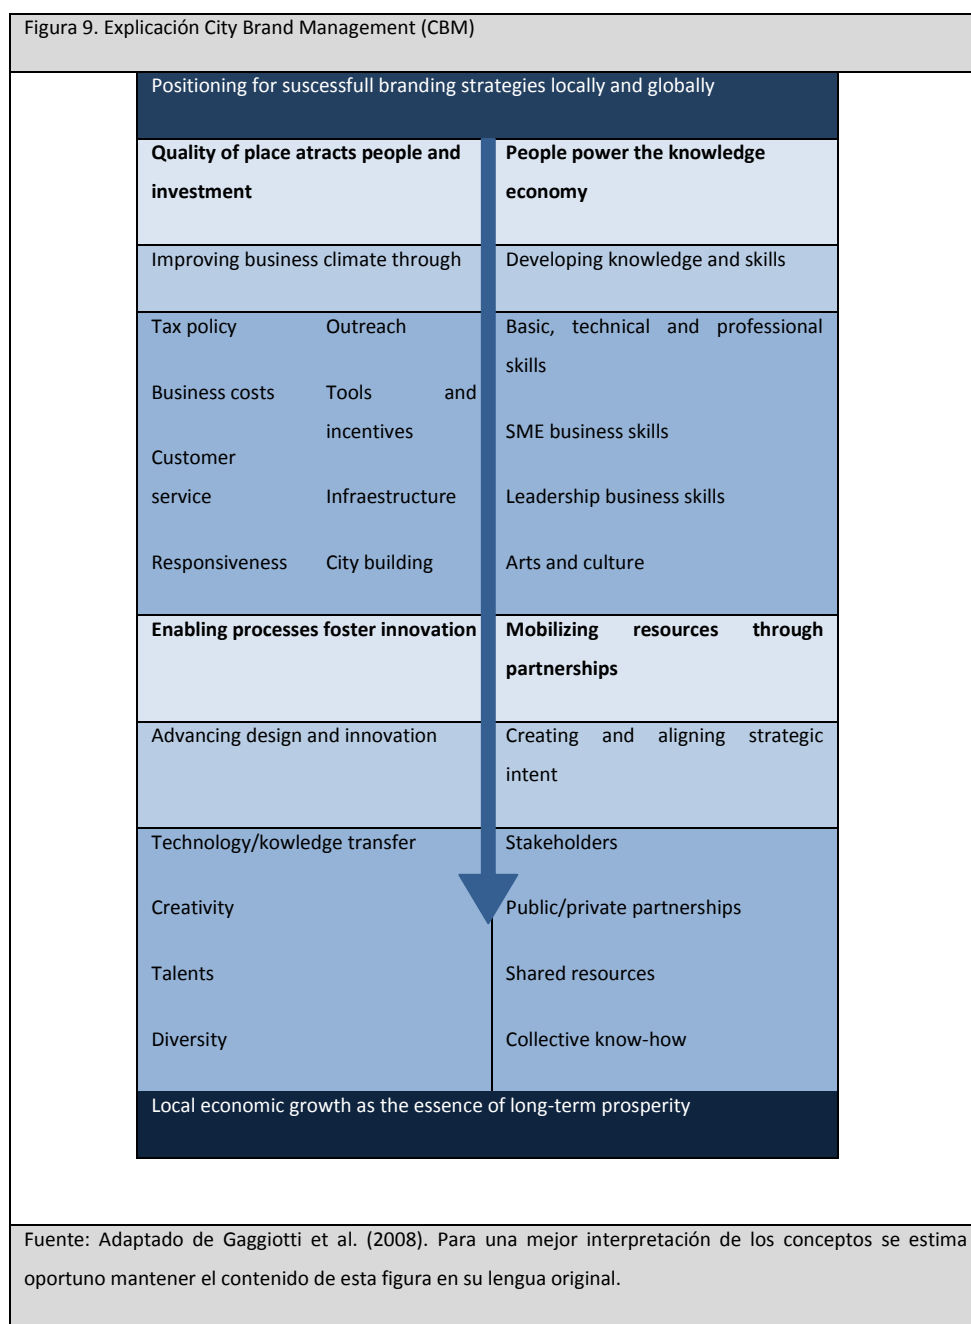 Figura 9. Explicación City Brand Management (CBM)
Positioning for suscessfull branding strategies locally and globally
Quality of place atracts people and
investment
People power the knowledge
economy
Improving business climate through
Developing knowledge and skills
Tax policy
Business costs
Customer
service
Responsiveness
Outreach
Tools and
incentives
Infraestructure
City building
Basic, technical and professional
skills
SME business skills
Leadership business skills
Arts and culture
Enabling processes foster innovation
Mobilizing resources through
partnerships
Advancing design and innovation
Creating and aligning strategic
intent
Technology/kowledge transfer
Creativity
Talents
Diversity
Stakeholders
Public/private partnerships
Shared resources
Collective know-how
Local economic growth as the essence of long-term prosperity
Fuente: Adaptado de Gaggiotti et al. (2008). Para una mejor interpretación de los conceptos se estima
oportuno mantener el contenido de esta figura en su lengua original.